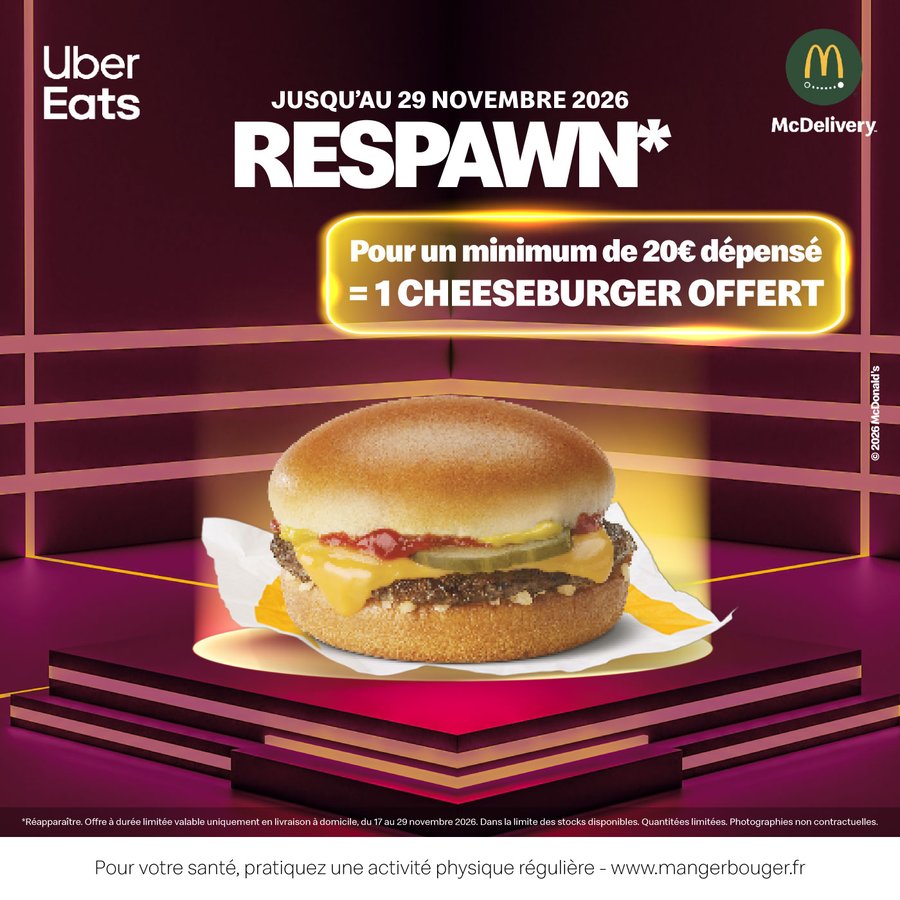 Uber
Eats
McDelivery
JUSQU'AU 29 NOVEMBRE 2026
RESPAWN*
Pour un minimum de 20€ dépensé
= 1 CHEESEBURGER OFFERT
© 2026 McDonald's
*Réapparaître. Offre à durée limitée valable uniquement en livraison à domicile, du 17 au 29 novembre 2026. Dans la limite des stocks disponibles. Quantitées limitées. Photographies non contractuelles.
Pour votre santé, pratiquez une activité physique régulière - www.mangerbouger.fr